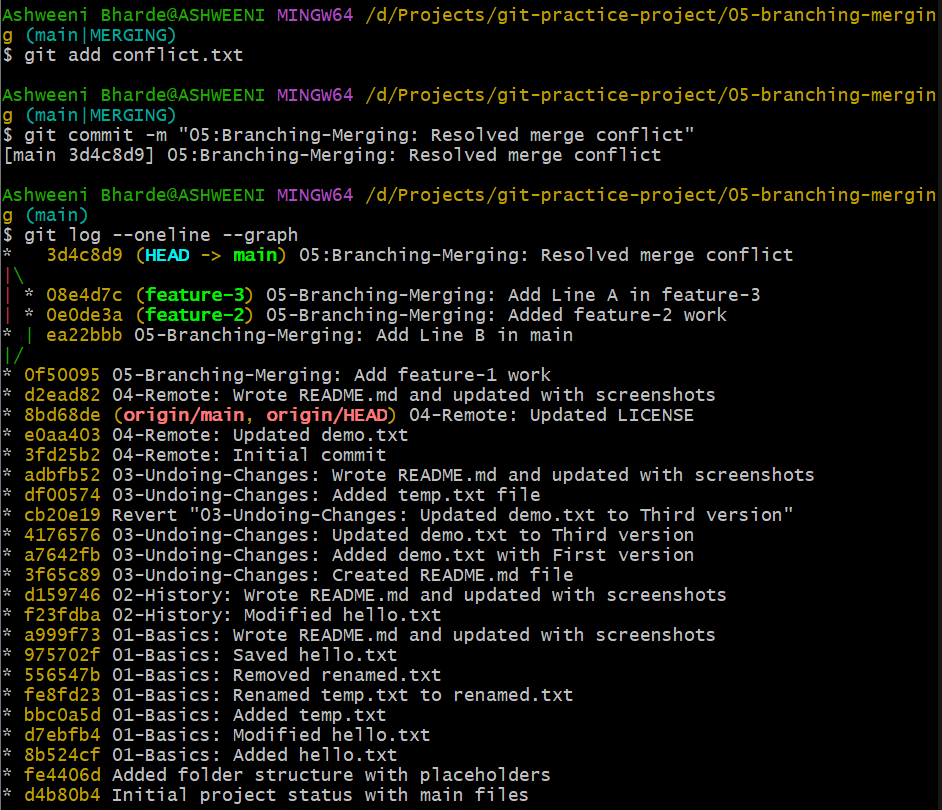 Ashweeni Bharde@ASHWEENI MINGW64 /d/Projects/git-practice-project/05-branching-mergin
g (main|MERGING)
$ git add conflict.txt

Ashweeni Bharde@ASHWEENI MINGW64 /d/Projects/git-practice-project/05-branching-mergin
g (main|MERGING)
$ git commit -m "05:Branching-Merging: Resolved merge conflict"
[main 3d4c8d9] 05:Branching-Merging: Resolved merge conflict

Ashweeni Bharde@ASHWEENI MINGW64 /d/Projects/git-practice-project/05-branching-mergin
g (main)
$ git log --oneline --graph
*   3d4c8d9 (HEAD -> main) 05:Branching-Merging: Resolved merge conflict
|\
| * 08e4d7c (feature-3) 05-Branching-Merging: Add Line A in feature-3
| * 0e0de3a (feature-2) 05-Branching-Merging: Added feature-2 work
* | ea22bbb 05-Branching-Merging: Add Line B in main
|/
* 0f50095 05-Branching-Merging: Add feature-1 work
* d2ead82 04-Remote: Wrote README.md and updated with screenshots
* 8bd68de (origin/main, origin/HEAD) 04-Remote: Updated LICENSE
* e0aa403 04-Remote: Updated demo.txt
* 3fd25b2 04-Remote: Initial commit
* adbfb52 03-Undoing-Changes: Wrote README.md and updated with screenshots
* df00574 03-Undoing-Changes: Added temp.txt file
* cb20e19 Revert "03-Undoing-Changes: Updated demo.txt to Third version"
* 4176576 03-Undoing-Changes: Updated demo.txt to Third version
* a7642fb 03-Undoing-Changes: Added demo.txt with First version
* 3f65c89 03-Undoing-Changes: Created README.md file
* d159746 02-History: Wrote README.md and updated with screenshots
* f23fdba 02-History: Modified hello.txt
* a999f73 01-Basics: Wrote README.md and updated with screenshots
* 975702f 01-Basics: Saved hello.txt
* 556547b 01-Basics: Removed renamed.txt
* fe8fd23 01-Basics: Renamed temp.txt to renamed.txt
* bbc0a5d 01-Basics: Added temp.txt
* d7ebfb4 01-Basics: Modified hello.txt
* 8b524cf 01-Basics: Added hello.txt
* fe4406d Added folder structure with placeholders
* d4b80b4 Initial project status with main files